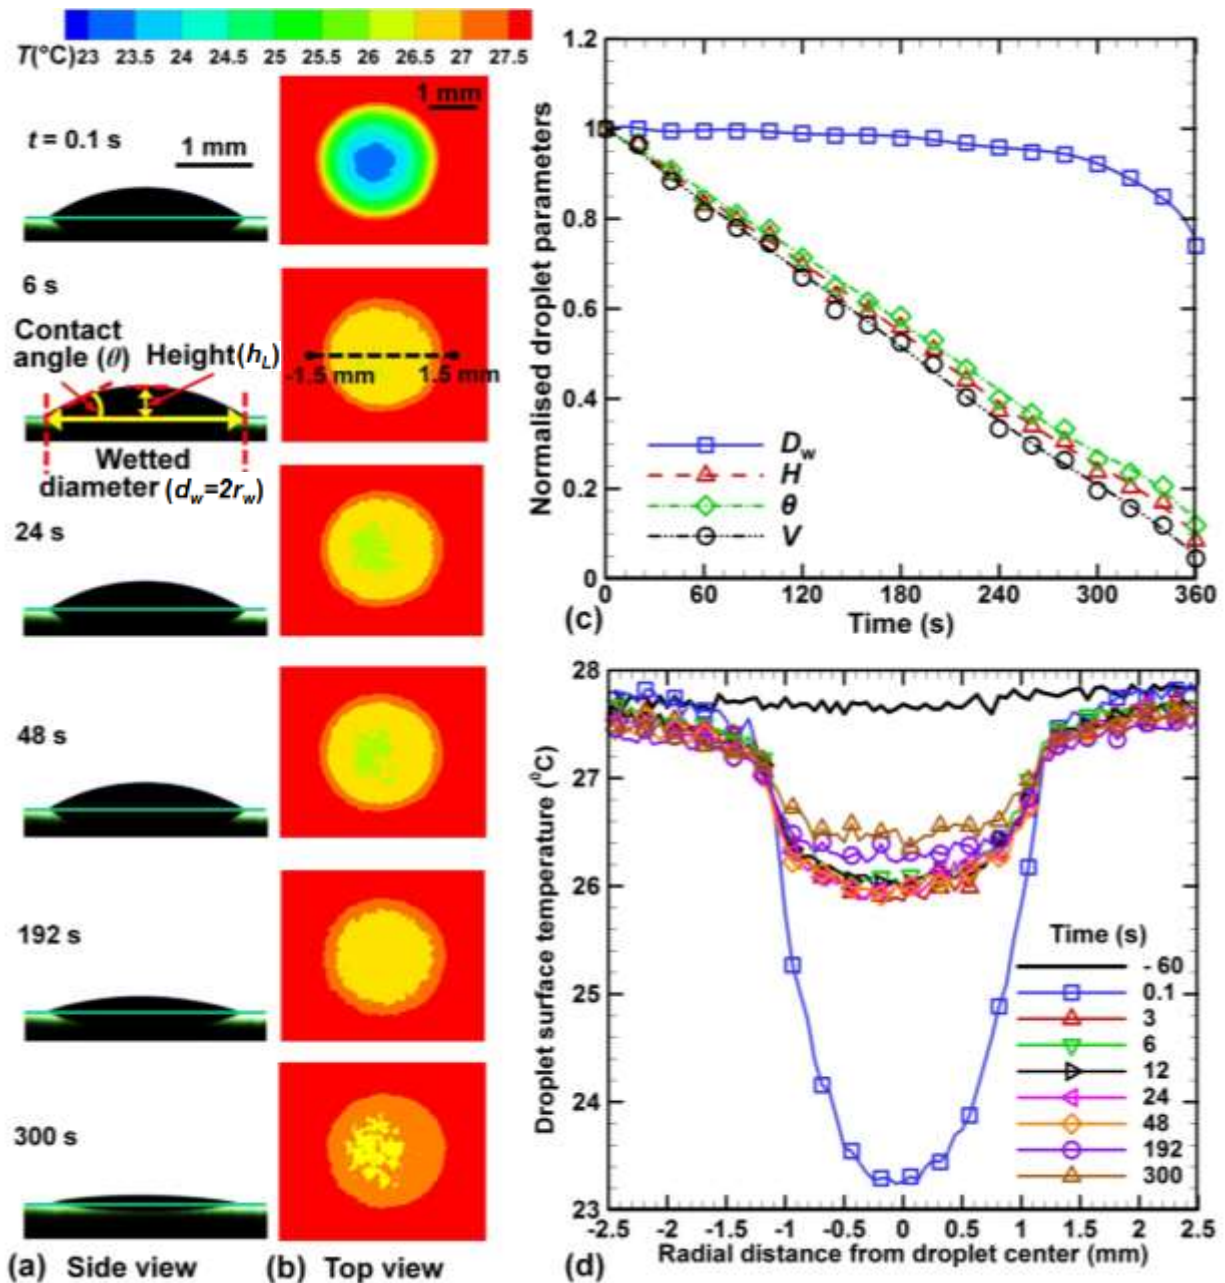 T(°C) 23 23.5 24 24.5 25 25.5 26 26.5 27 27.5
t = 0.1 s
1 mm
1 mm
6 s
Contact
angle (θ)
Height(hL)
Wetted
diameter (dw=2rw)
-1.5 mm 1.5 mm
24 s
48 s
192 s
300 s
(a) Side view
(b) Top view
Normalised droplet parameters
1.2
1
0.8
0.6
0.4
0.2
0
0 60 120 180 240 300 360
Dw
H
θ
V
(c) Time (s)
Droplet surface temperature (⁰C)
28
27
26
25
24
23
-2.5 -2 -1.5 -1 -0.5 0 0.5 1 1.5 2 2.5
Time (s)
- 60
0.1
3
6
12
24
48
192
300
(d) Radial distance from droplet center (mm)